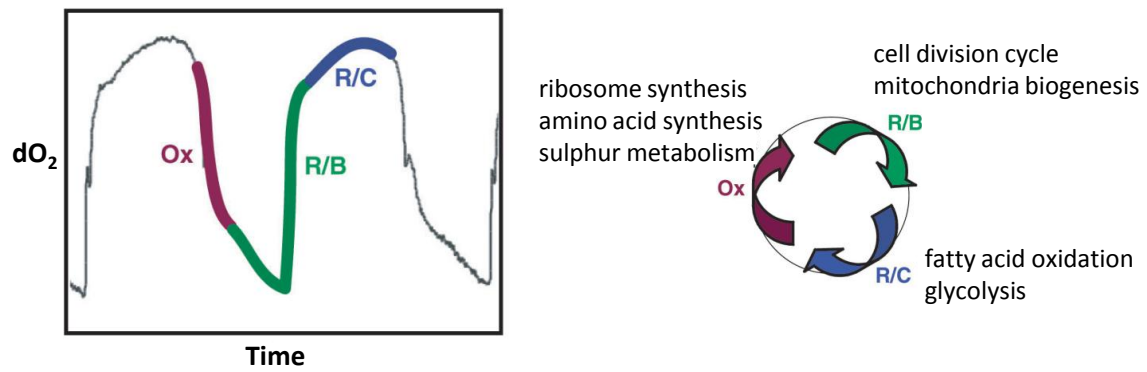 dO2
Ox
R/B
R/C
Time
ribosome synthesis
amino acid synthesis
sulphur metabolism
cell division cycle
mitochondria biogenesis
R/B
Ox
R/C
fatty acid oxidation
glycolysis